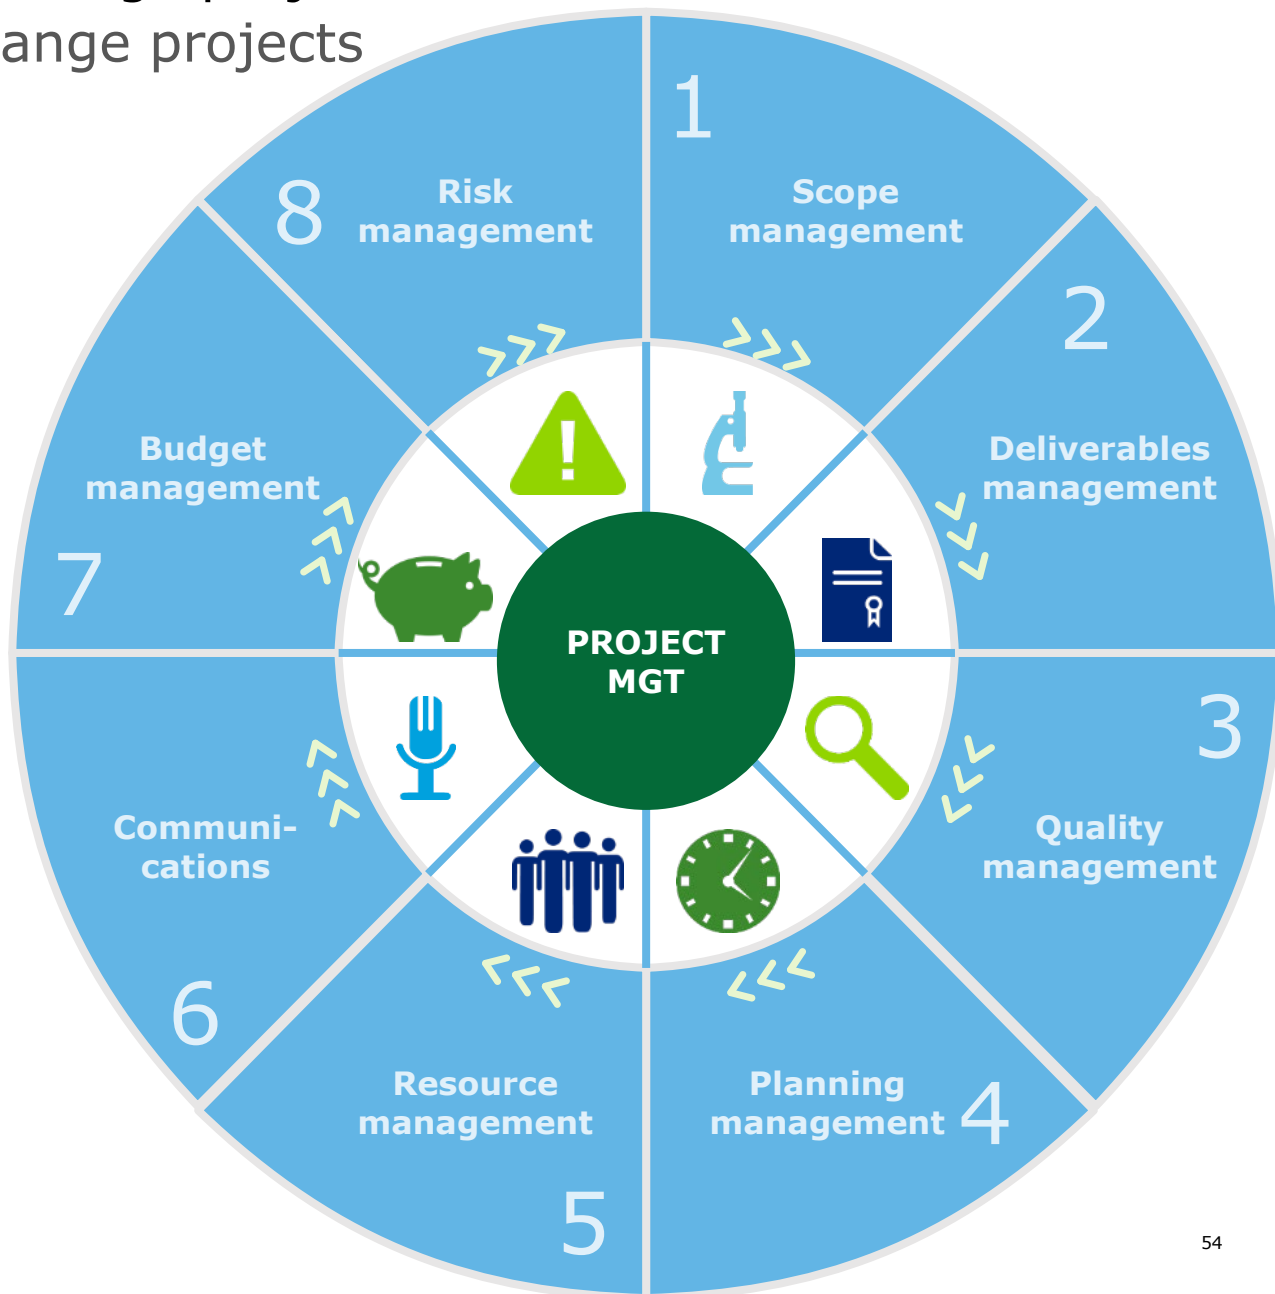 ange projects
1
Scope
management
2
Deliverables
management
3
Quality
management
Planning
management 4
Resource
management
5
Communi-
cations
6
Budget
management
7
8
Risk
management
PROJECT
MGT
54